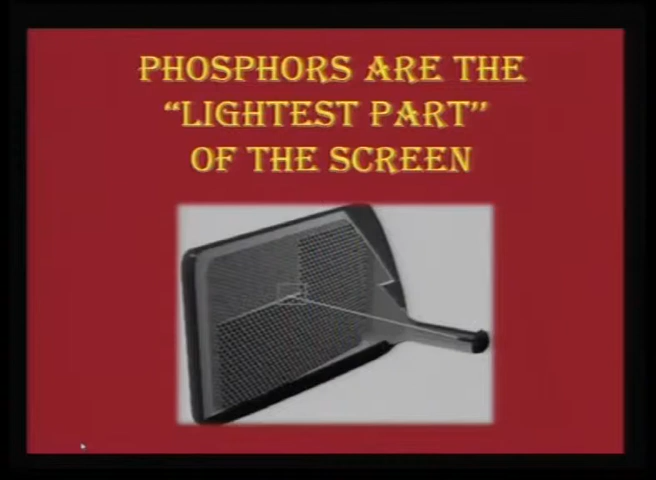 PHOSPHORS ARE THE
“LIGHTEST PART”
OF THE SCREEN